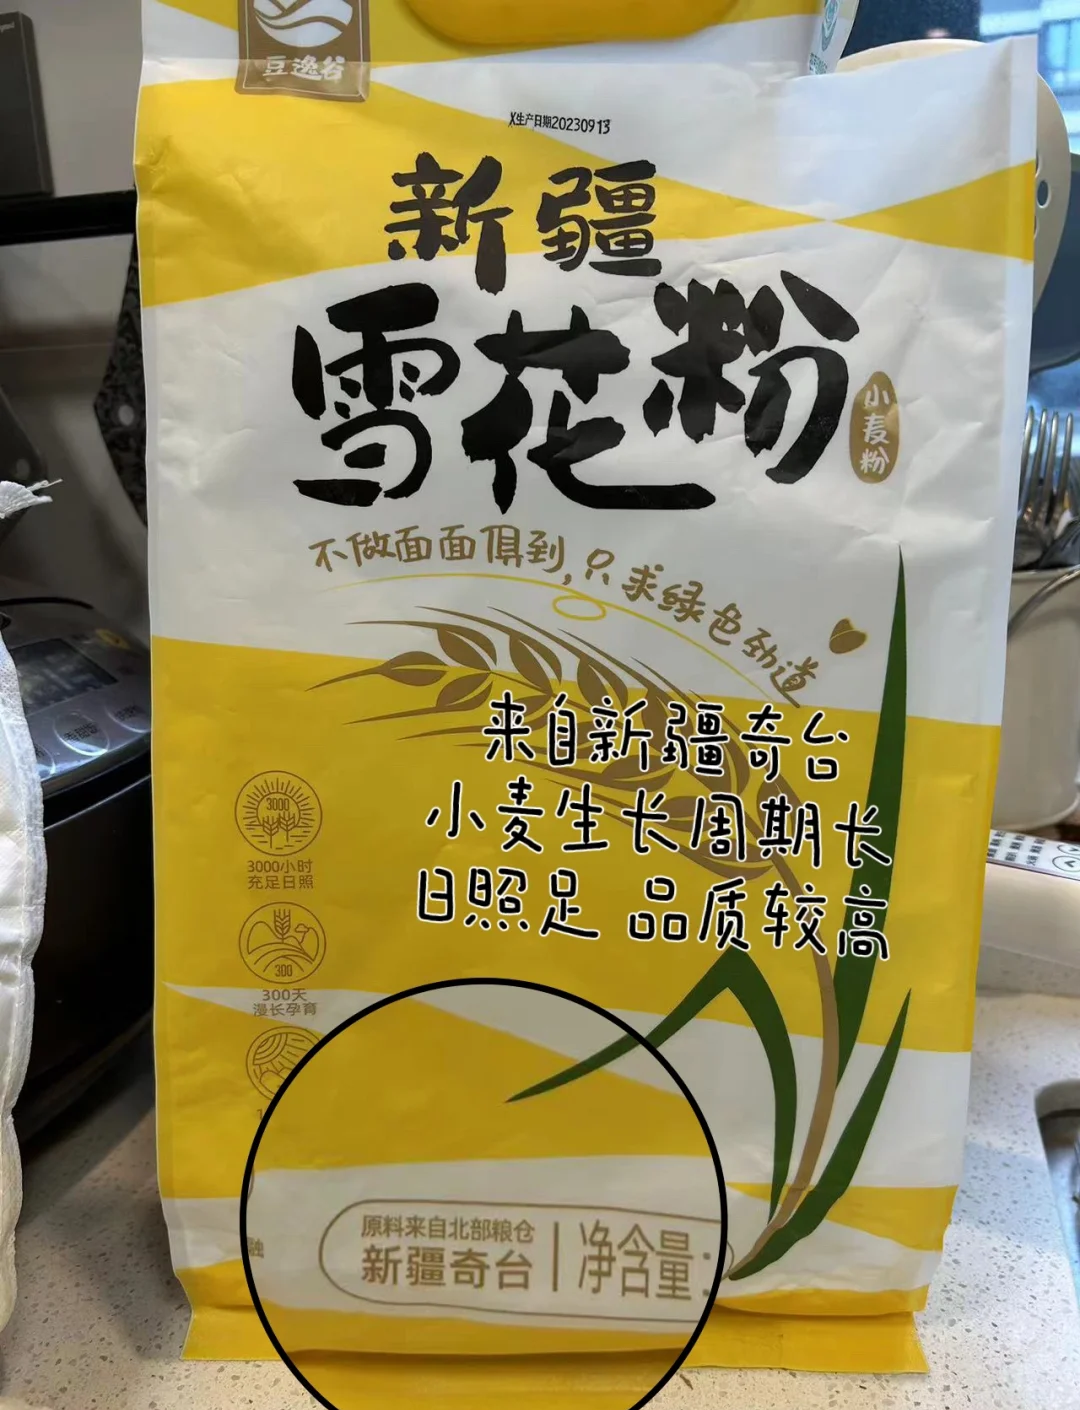 豆逸谷
X生产日期20230913
新疆
雪花粉
小麦粉
不做面面俱到,只求绿色劲道
来自新疆奇台
小麦生长周期长
日照足 品质较高
3000
3000小时
充足日照
300
300天
漫长孕育
融
原料来自北部粮仓
新疆奇台
净含量: